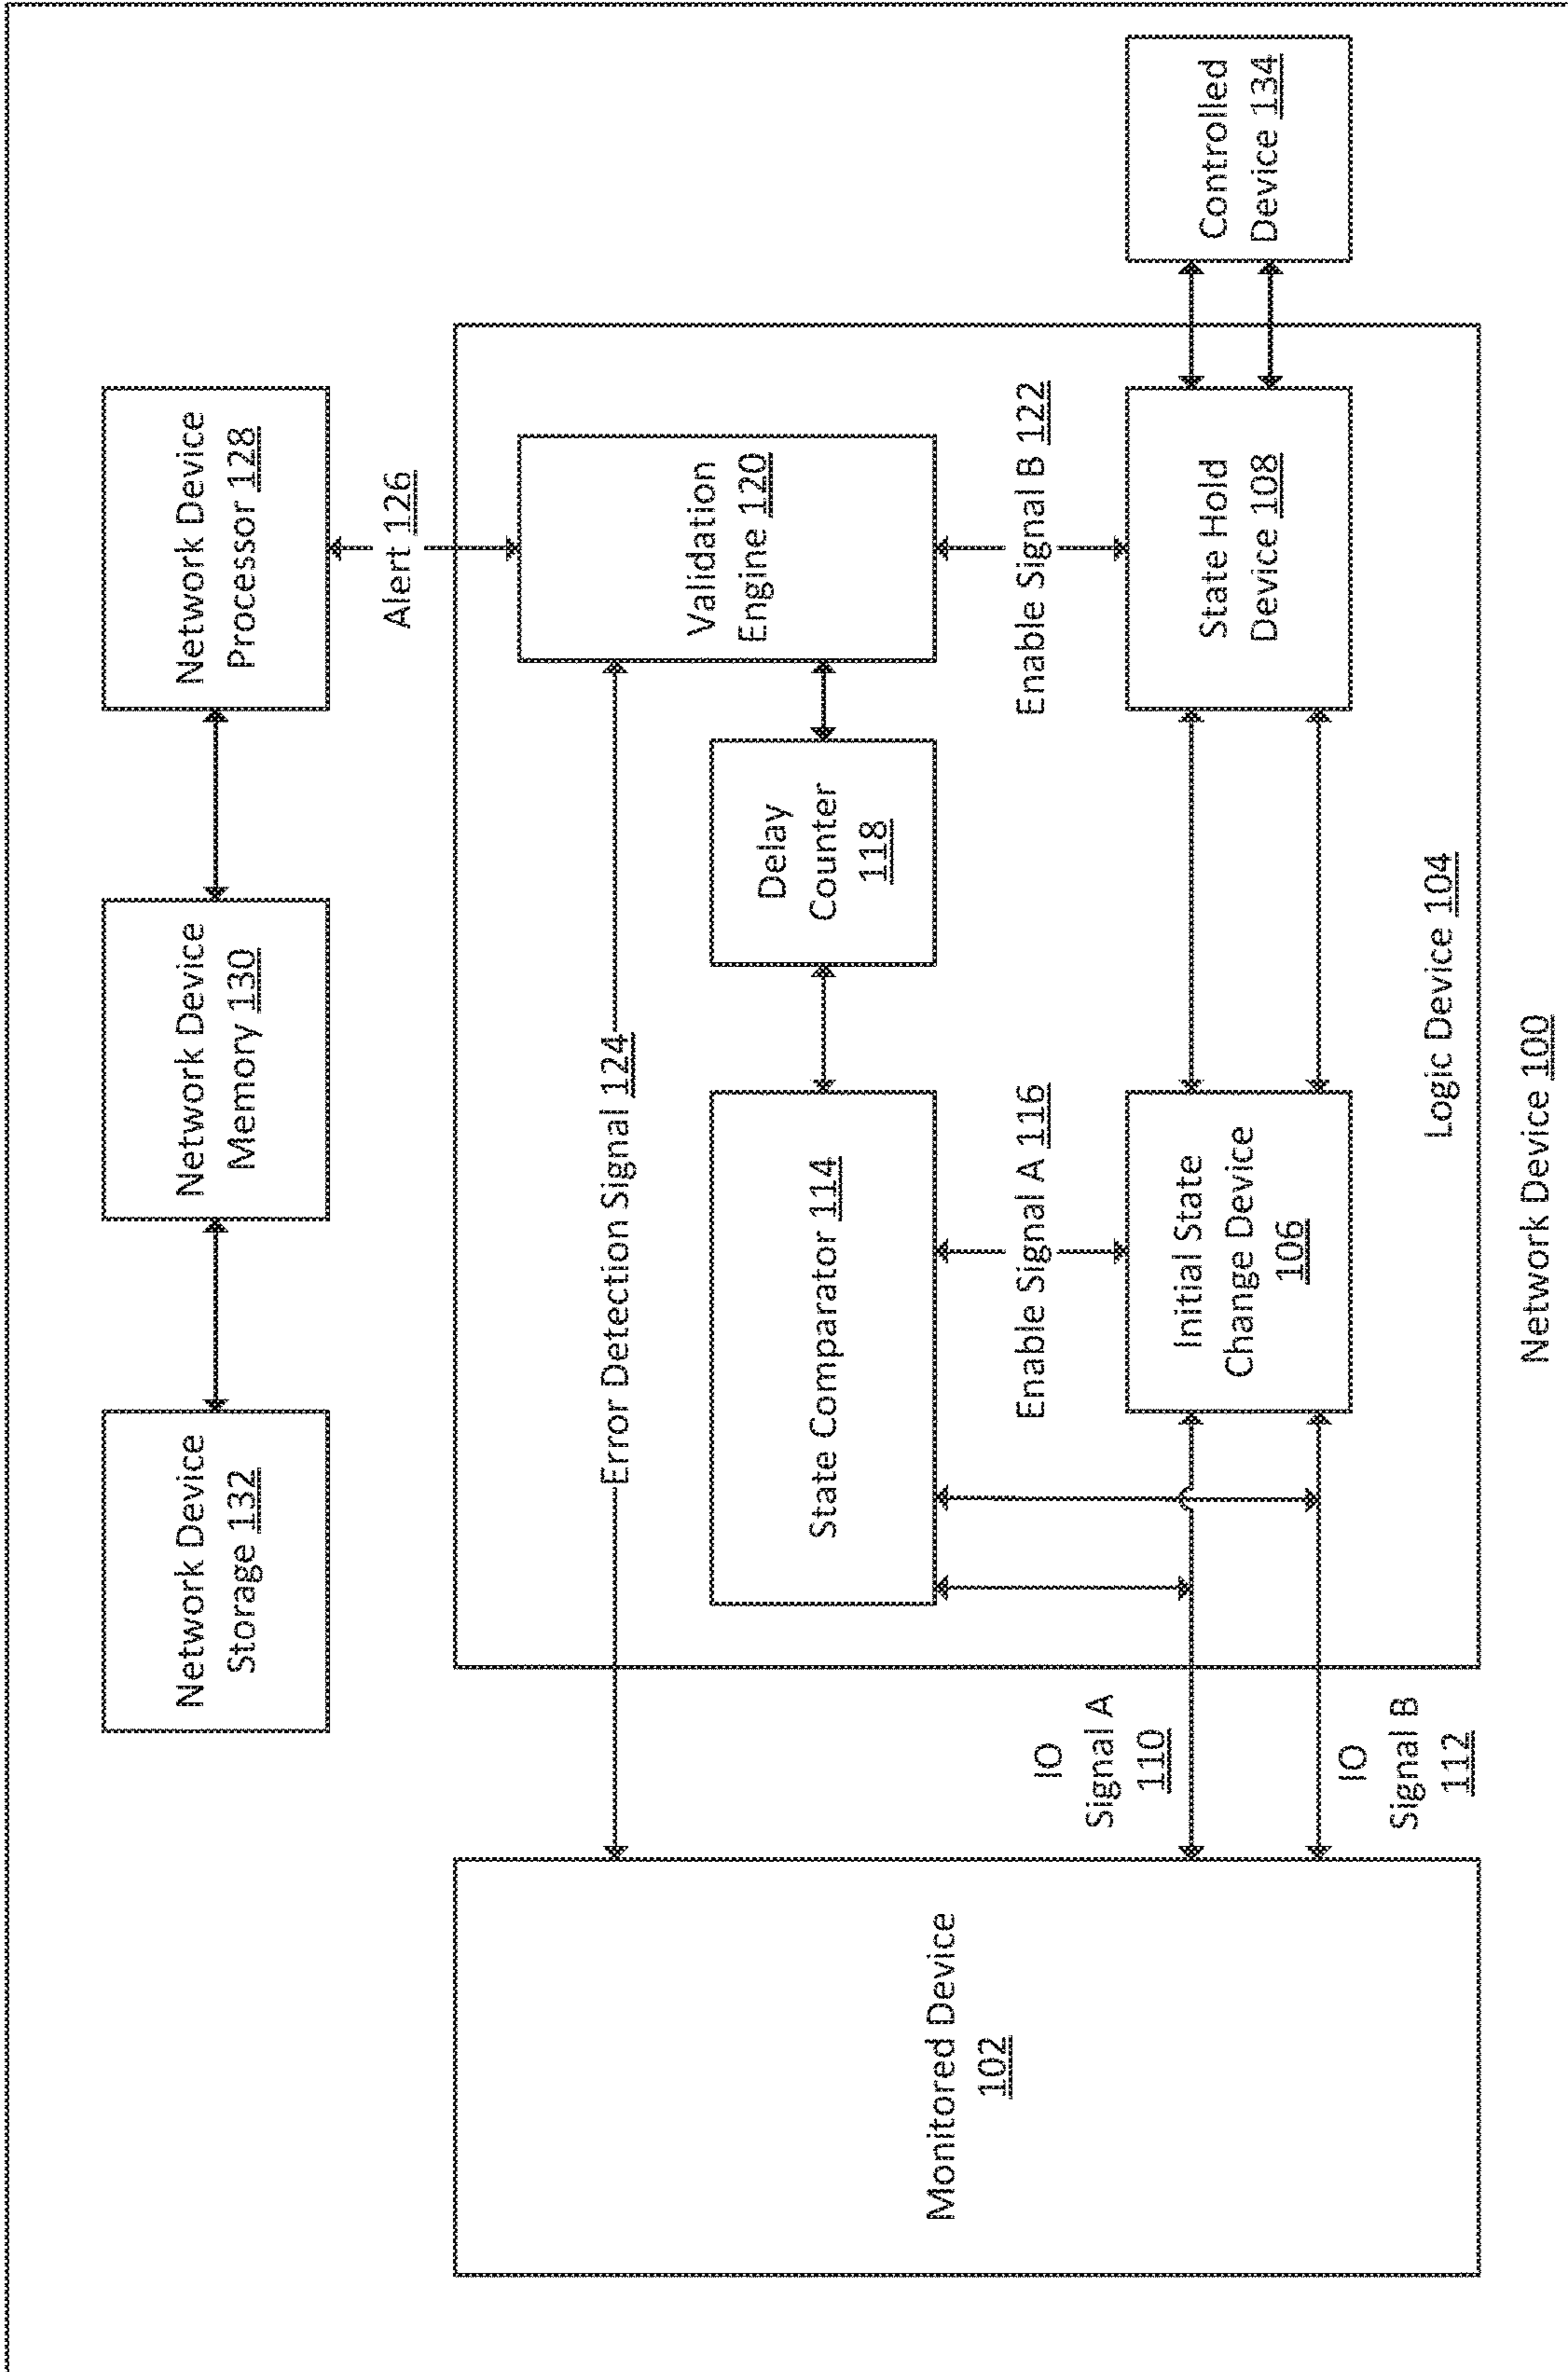 Network Device
Storage 132
Network Device
Memory 130
Network Device
Processor 128
Alert 126
Error Detection Signal 124
Validation
Engine 120
State Comparator 114
Delay
Counter
118
Enable Signal A 116
Enable Signal B 122
Monitored Device
102
IO
Signal A
110
IO
Signal B
112
Initial State
Change Device
106
State Hold
Device 108
Controlled
Device 134
Logic Device 104
Network Device 100